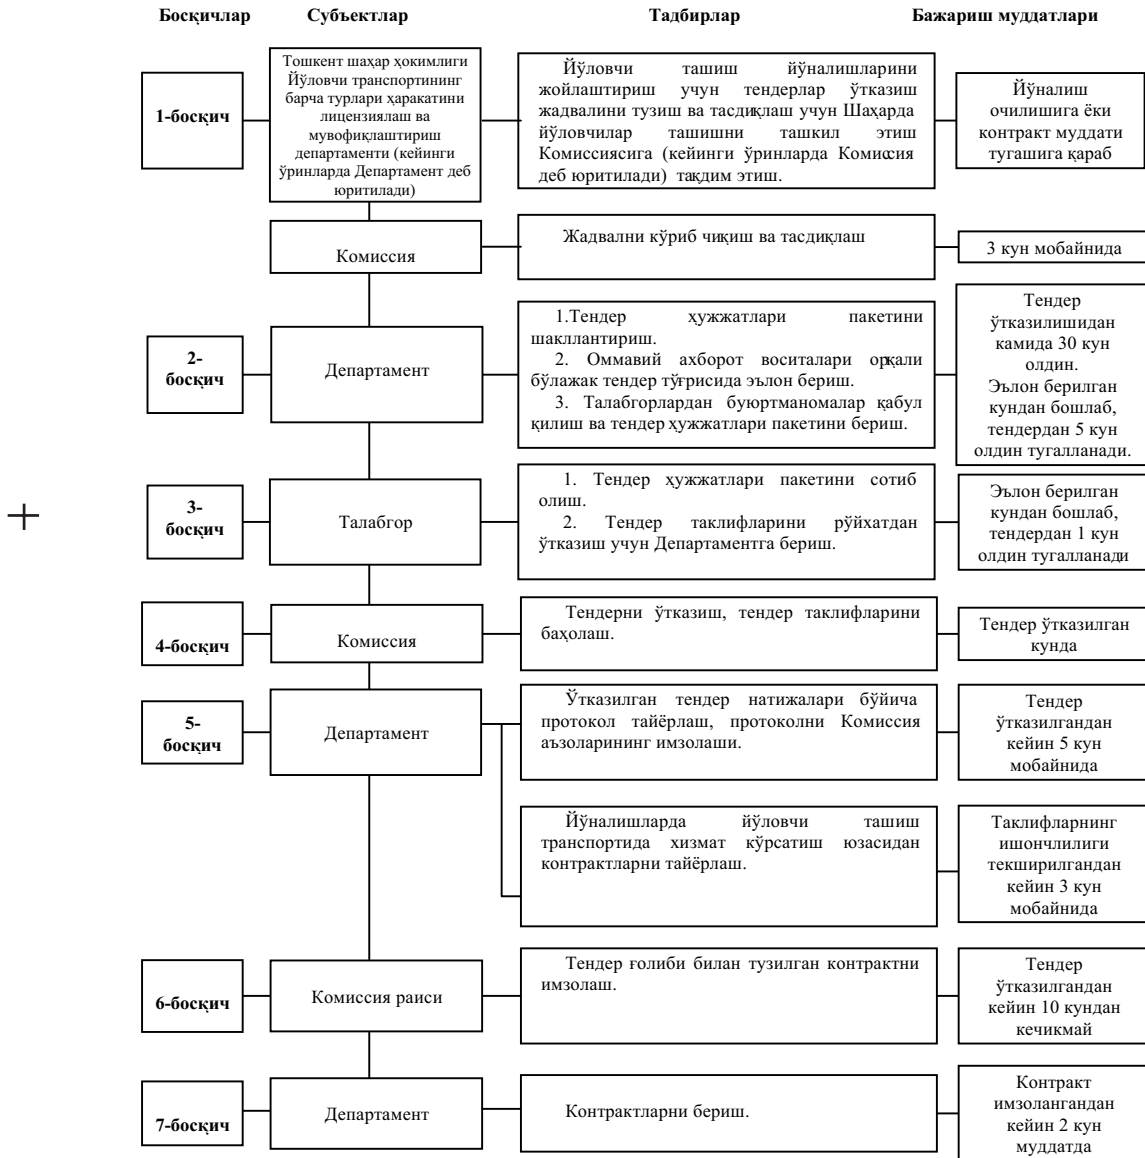 Босқичлар Субъектлар Тадбирлар Бажариш муддатлари
1-босқич
Тошкент шаҳар ҳокимлиги
Йўловчи транспортининг
барча турлари ҳаракатини
лицензиялаш ва
мувофиқлаштириш
департаменти (кейинги
ўринларда Департамент деб
юритилади)
Йўловчи ташиш йўналишларини
жойлаштириш учун тендерлар ўтказиш
жадвалини тузиш ва тасдиқлаш учун Шаҳарда
йўловчилар ташишни ташкил этиш
Комиссиясига (кейинги ўринларда Комиссия
деб юритилади) тақдим этиш.
Йўналиш
очилишига ёки
контракт муддати
тугашига қараб
Комиссия
Жадвални кўриб чиқиш ва тасдиқлаш
3 кун мобайнида
2-
босқич
Департамент
1.Тендер ҳужжатлари пакетини
шакллантириш.
2. Оммавий ахборот воситалари орқали
бўлажак тендер тўғрисида эълон бериш.
3. Талабгорлардан буюртманомалар қабул
қилиш ва тендер ҳужжатлари пакетини бериш.
Тендер
ўтказилишидан
камида 30 кун
олдин.
Эълон берилган
кундан бошлаб,
тендердан 5 кун
олдин тугалланади.
3-
босқич
Талабгор
1. Тендер ҳужжатлари пакетини сотиб
олиш.
2. Тендер таклифларини рўйхатдан
ўтказиш учун Департаментга бериш.
Эълон берилган
кундан бошлаб,
тендердан 1 кун
олдин тугалланади
4-босқич
Комиссия
Тендерни ўтказиш, тендер таклифларини
баҳолаш.
Тендер ўтказилган
кунда
5-
босқич
Департамент
Ўтказилган тендер натижалари бўйича
протокол тайёрлаш, протоколни Комиссия
аъзоларининг имзолаши.
Тендер
ўтказилгандан
кейин 5 кун
мобайнида
Йўналишларда йўловчи ташиш
транспортида хизмат кўрсатиш юзасидан
контрактларни тайёрлаш.
Таклифларнинг
ишончлилиги
текширилгандан
кейин 3 кун
мобайнида
6-босқич
Комиссия раиси
Тендер ғолиби билан тузилган контрактни
имзолаш.
Тендер
ўтказилгандан
кейин 10 кундан
кечикмай
7-босқич
Департамент
Контрактларни бериш.
Контракт
имзолангандан
кейин 2 кун
муддатда